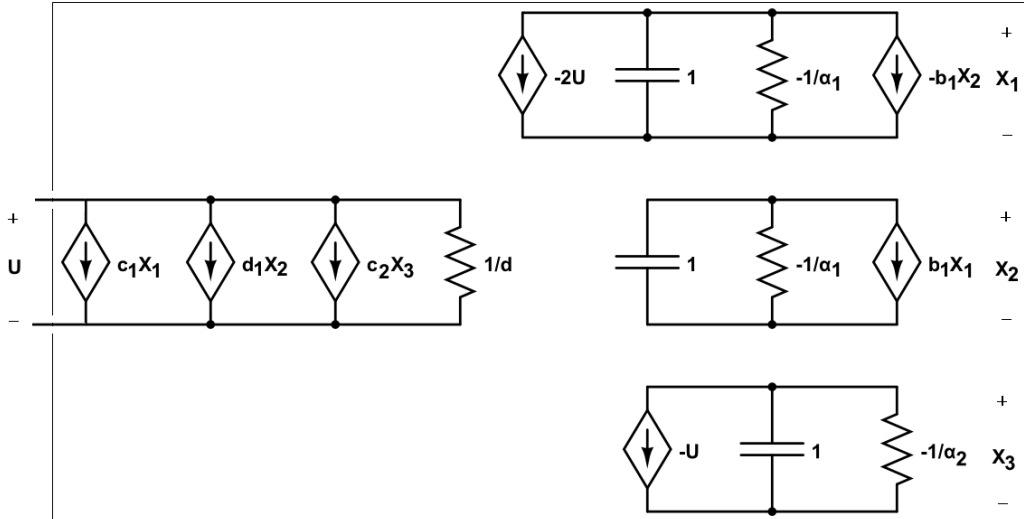 +
-2U
1
-1/α₁
-b₁X₂
X₁
−
+
U
−
c₁X₁
d₁X₂
c₂X₃
1/d
1
-1/α₁
b₁X₁
+
X₂
−
-U
1
-1/α₂
+
X₃
−